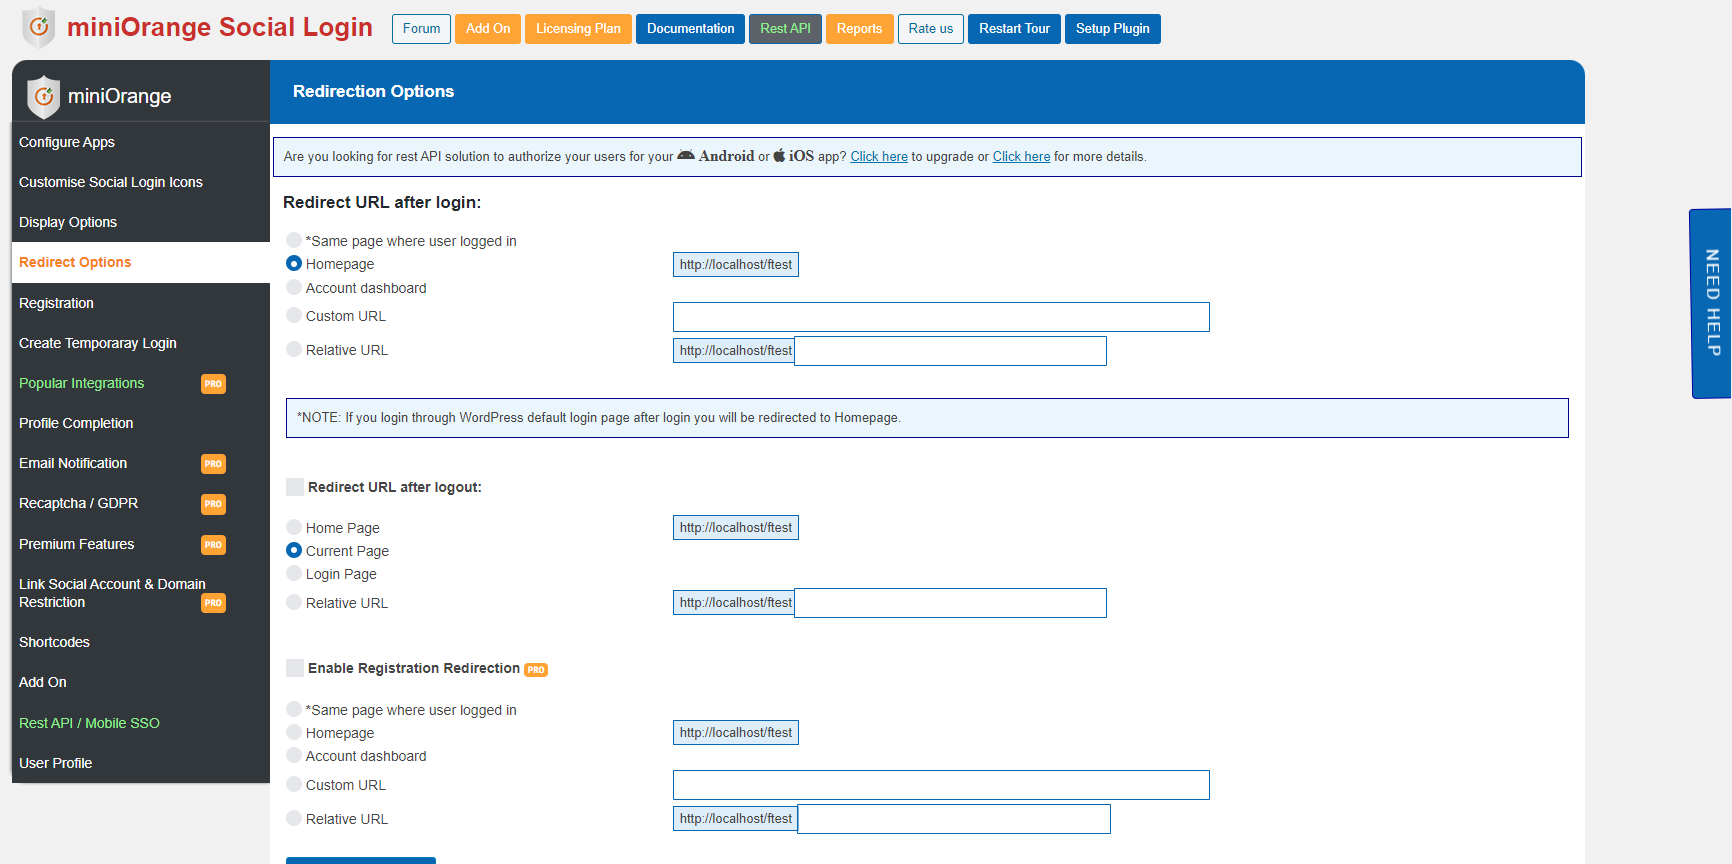 miniOrange Social Login
Forum
Add On
Licensing Plan
Documentation
Rest API
Reports
Rate us
Restart Tour
Setup Plugin
miniOrange
Configure Apps
Customise Social Login Icons
Display Options
Redirect Options
Registration
Create Temporaray Login
Popular Integrations PRO
Profile Completion
Email Notification PRO
Recaptcha / GDPR PRO
Premium Features PRO
Link Social Account & Domain
Restriction PRO
Shortcodes
Add On
Rest API / Mobile SSO
User Profile
Redirection Options
Are you looking for rest API solution to authorize your users for your Android or iOS app? Click here to upgrade or Click here for more details.
Redirect URL after login:
*Same page where user logged in
Homepage http://localhost/ftest
Account dashboard
Custom URL
Relative URL http://localhost/ftest
*NOTE: If you login through WordPress default login page after login you will be redirected to Homepage.
Redirect URL after logout:
Home Page http://localhost/ftest
Current Page
Login Page
Relative URL http://localhost/ftest
Enable Registration Redirection PRO
*Same page where user logged in
Homepage http://localhost/ftest
Account dashboard
Custom URL
Relative URL http://localhost/ftest
NEED HELP